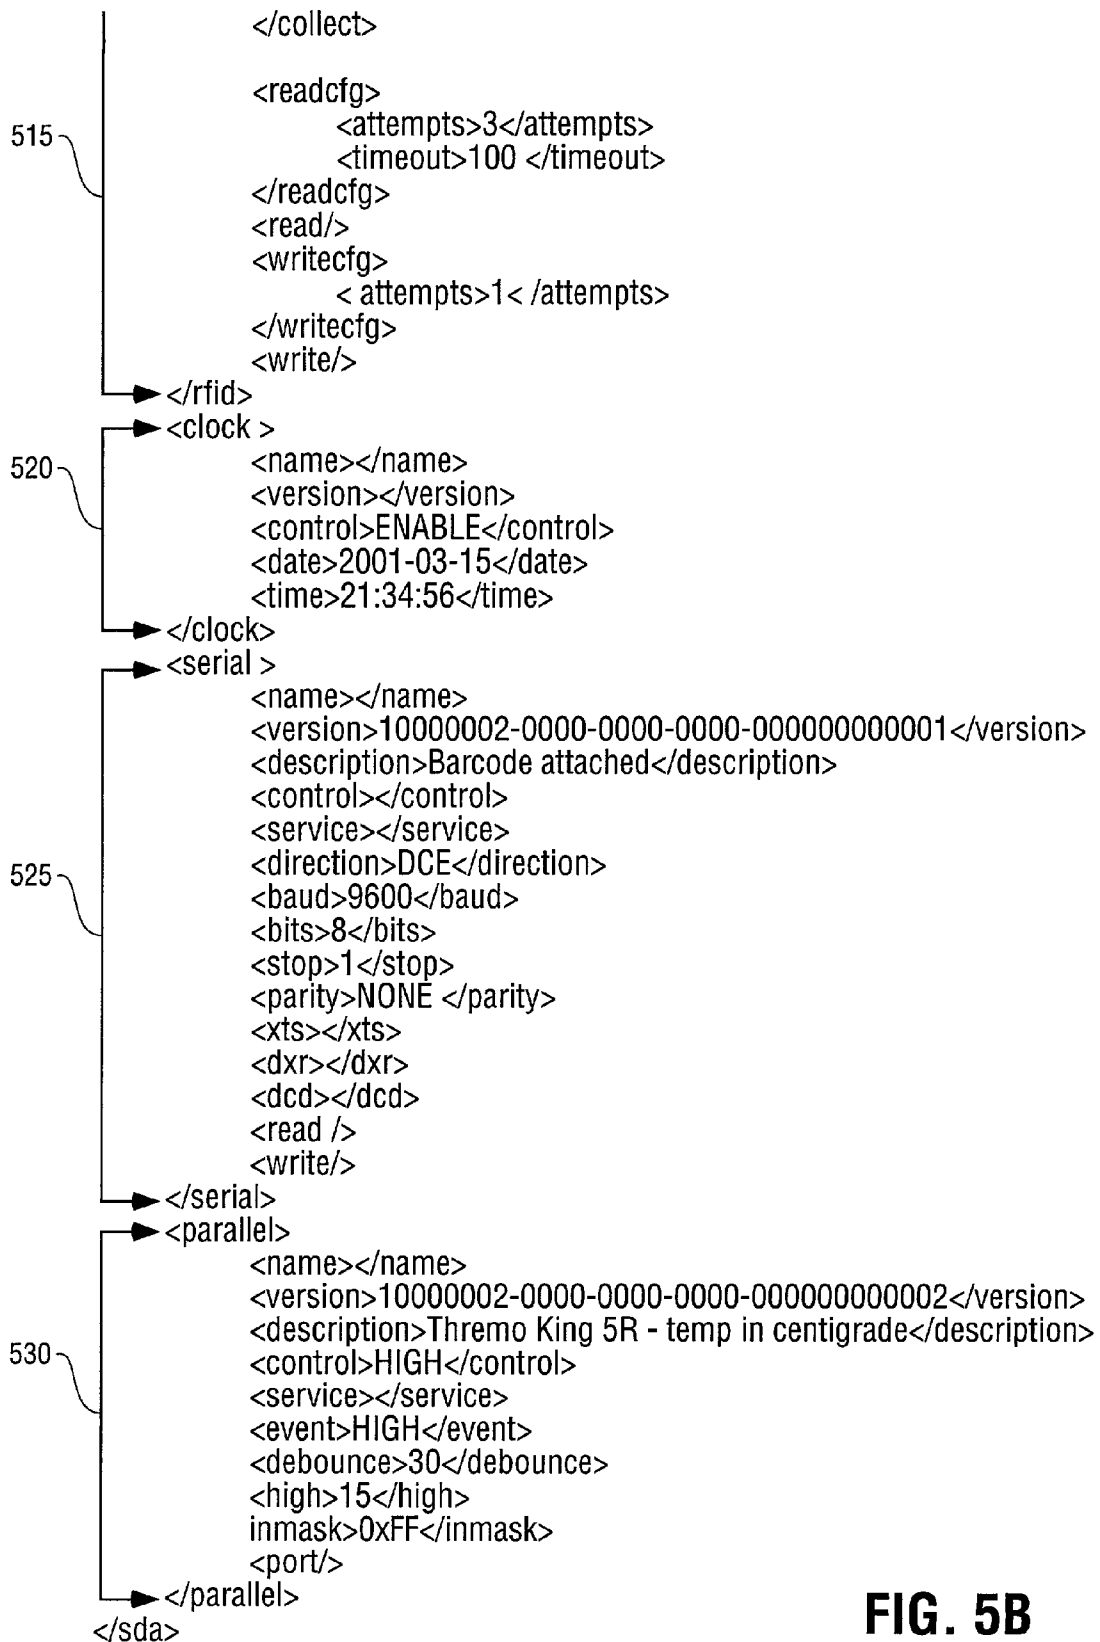 </collect>
<readcfg>
<attempts>3</attempts>
515
<timeout>100 </timeout>
</readcfg>
<read/>
<writecfg>
< attempts>1< /attempts>
</writecfg>
<write/>
</rfid>
<clock >
520
<name></name>
<version></version>
<control>ENABLE</control>
<date>2001-03-15</date>
<time>21:34:56</time>
</clock>
<serial >
<name></name>
<version>10000002-0000-0000-0000-000000000001</version>
<description>Barcode attached</description>
<control></control>
<service></service>
<direction>DCE</direction>
525
<baud>9600</baud>
<bits>8</bits>
<stop>1</stop>
<parity>NONE </parity>
<xts></xts>
<dxr></dxr>
<dcd></dcd>
<read />
<write/>
</serial>
<parallel>
<name></name>
<version>10000002-0000-0000-0000-000000000002</version>
<description>Thremo King 5R - temp in centigrade</description>
530
<control>HIGH</control>
<service></service>
<event>HIGH</event>
<debounce>30</debounce>
<high>15</high>
inmask>0xFF</inmask>
<port/>
</parallel>
</sda>
FIG. 5B